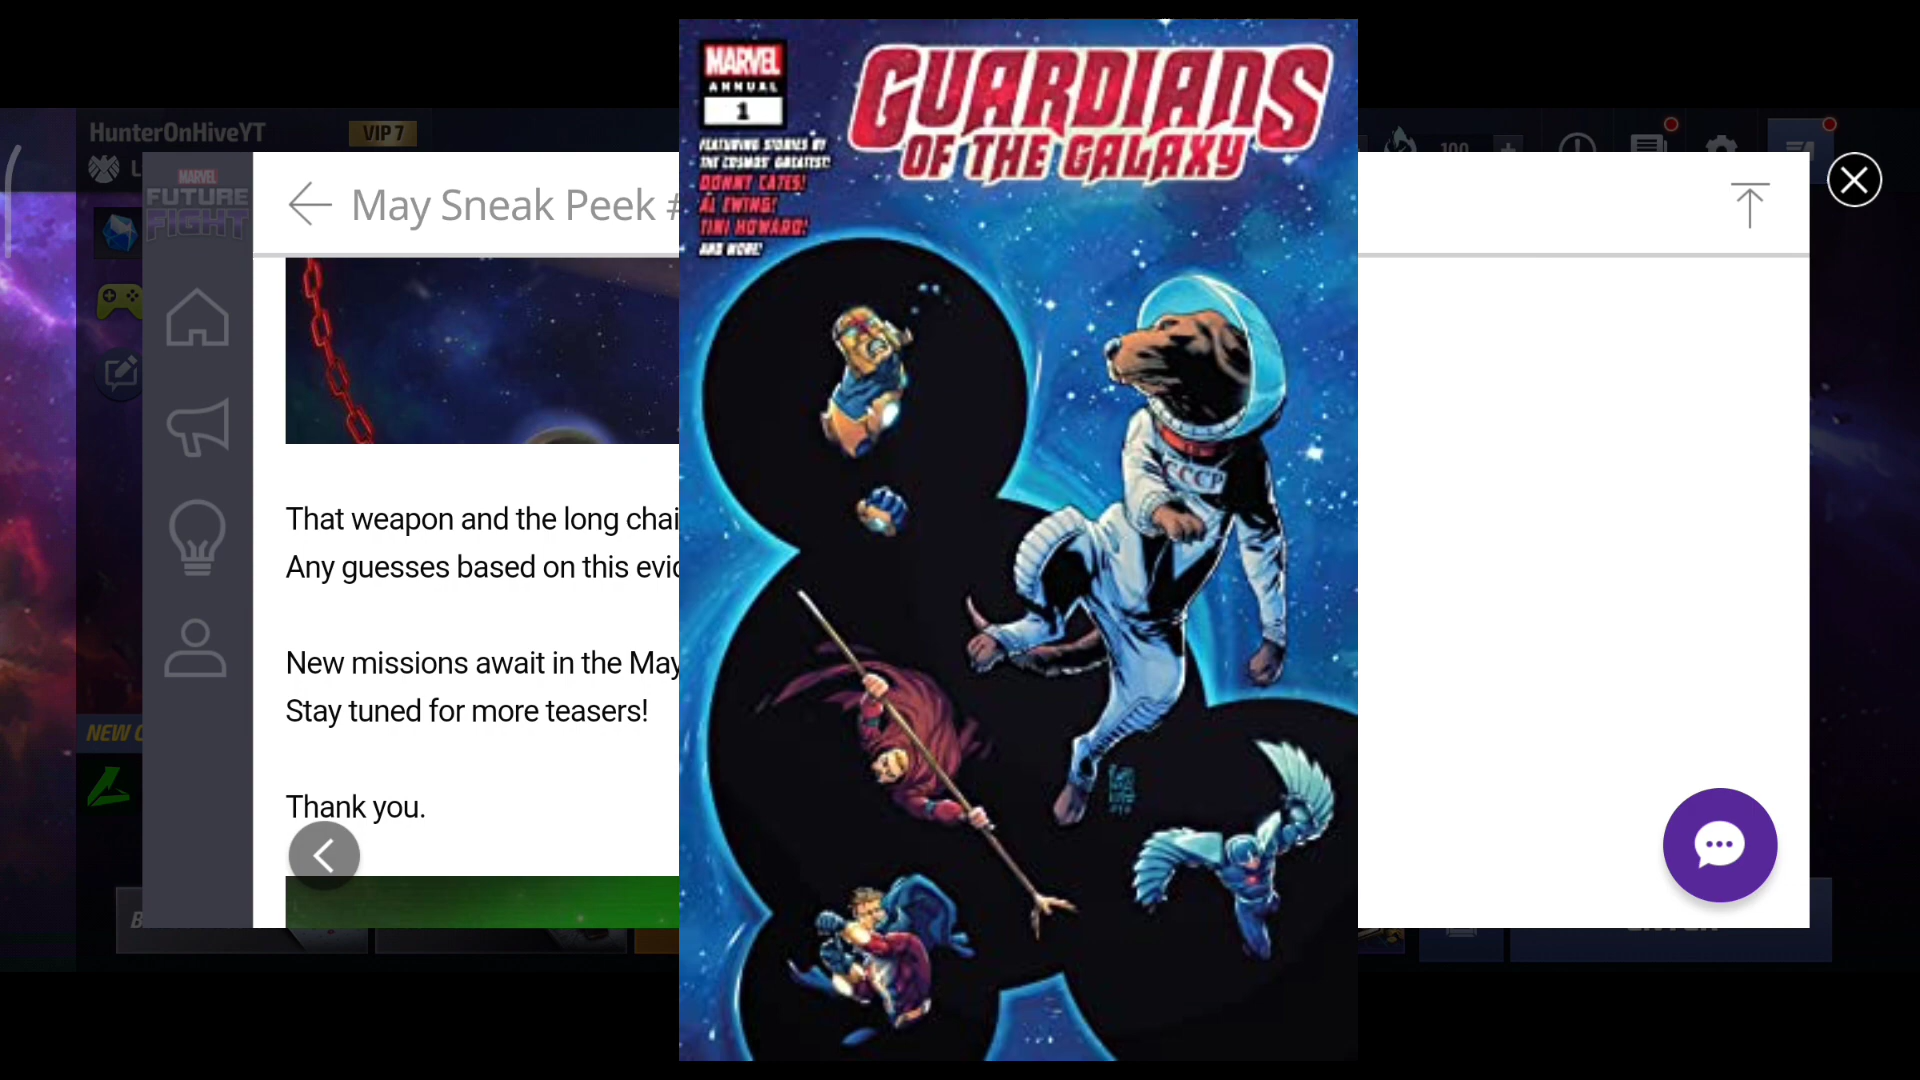 HunterOnHiveYT
VIP 7
L
MARVEL
FUTURE
FIGHT
May Sneak Peek #
MARVEL
ANNUAL
1
GUARDIANS
OF THE GALAXY
FEATURING STORIES BY
THE COSMOS' GREATEST!
DONNY CATES!
AL EWING!
TINI HOWARD!
AND MORE!
100
CCCP
That weapon and the long chai
Any guesses based on this evid
New missions await in the May
Stay tuned for more teasers!
Thank you.
NEW C
B